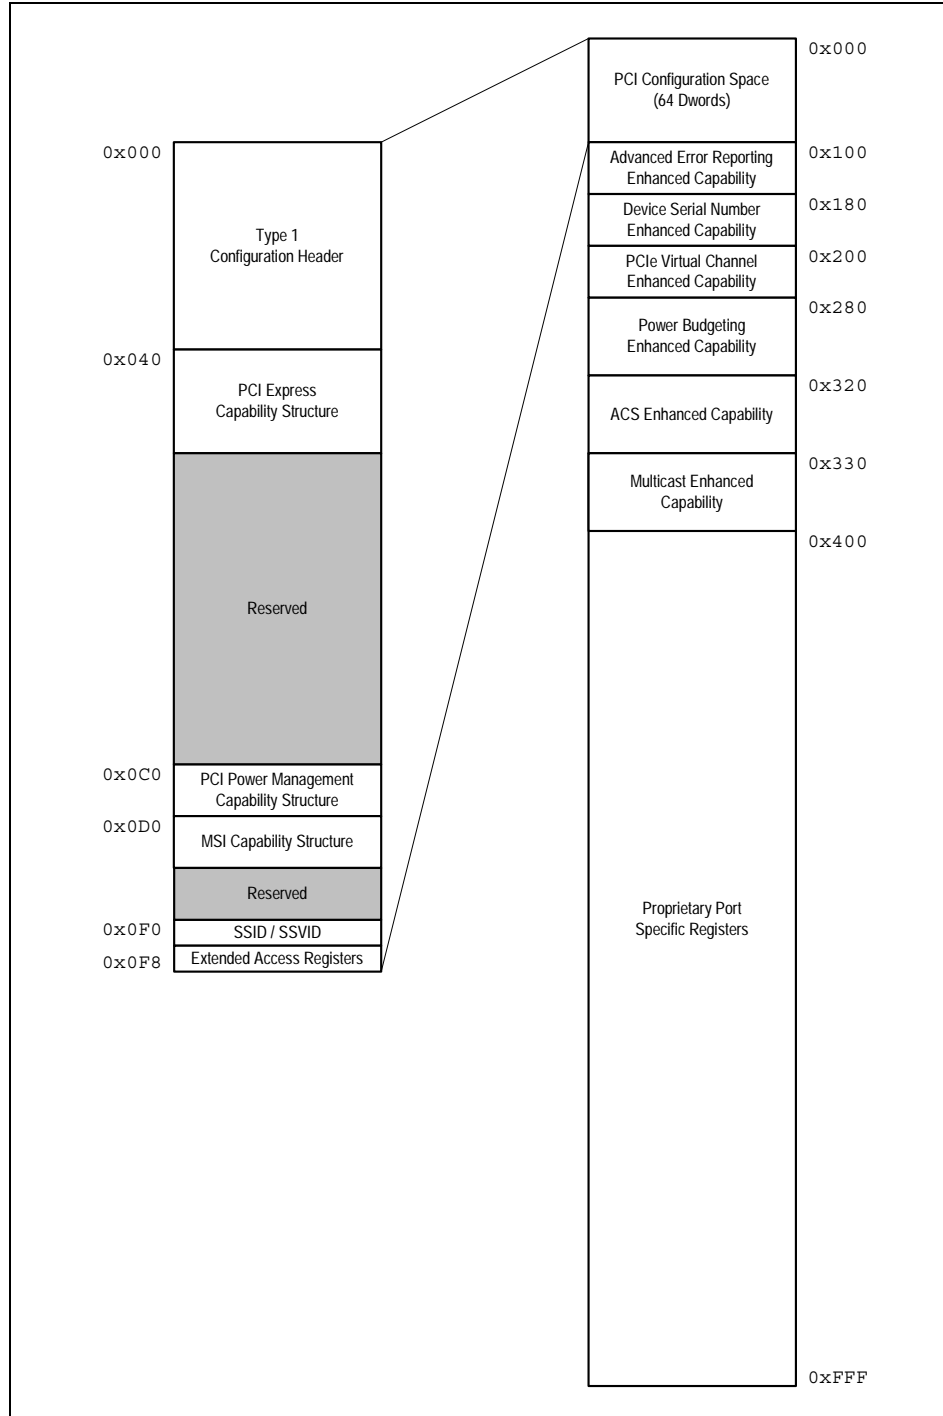 0x000
Type 1
Configuration Header
0x040
PCI Express
Capability Structure
Reserved
0x0C0
PCI Power Management
Capability Structure
0x0D0
MSI Capability Structure
Reserved
0x0F0
SSID / SSVID
0x0F8
Extended Access Registers
0x000
PCI Configuration Space
(64 Dwords)
0x100
Advanced Error Reporting
Enhanced Capability
0x180
Device Serial Number
Enhanced Capability
0x200
PCIe Virtual Channel
Enhanced Capability
0x280
Power Budgeting
Enhanced Capability
0x320
ACS Enhanced Capability
0x330
Multicast Enhanced
Capability
0x400
Proprietary Port
Specific Registers
0xFFF